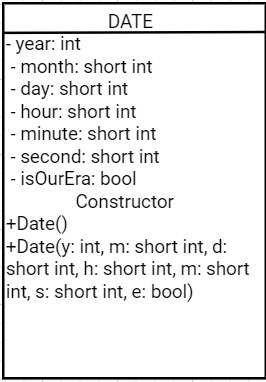 DATE
- year: int
- month: short int
- day: short int
- hour: short int
- minute: short int
- second: short int
- isOurEra: bool
Constructor
+Date()
+Date(y: int, m: short int, d:
short int, h: short int, m: short
int, s: short int, e: bool)